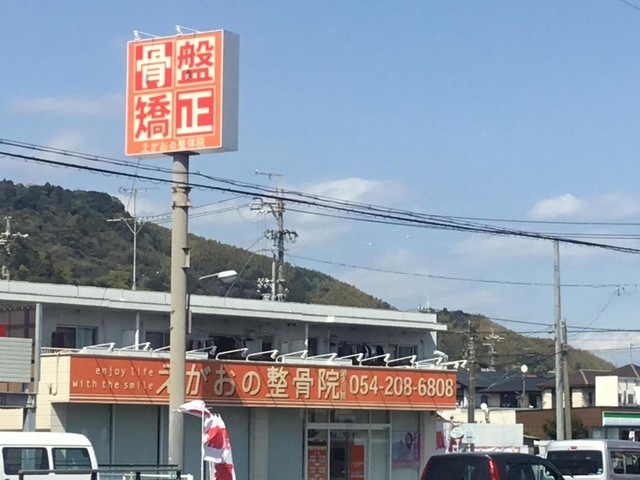 骨盤
矯正
えがおの整体院
enjoy life
with the smile
えがおの整骨院
054-208-6808